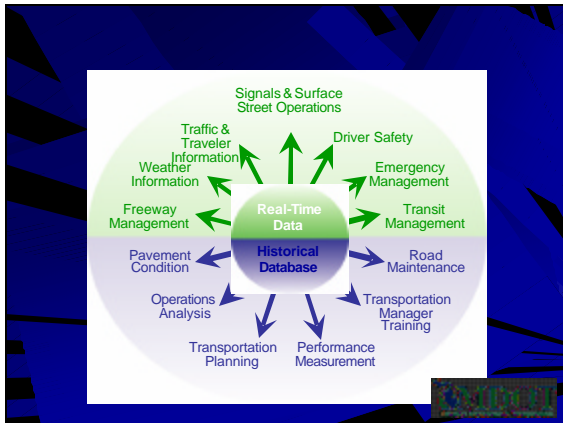 Signals & Surface
Street Operations
Traffic &
Traveler
Information
Driver Safety
Weather
Information
Emergency
Management
Freeway
Management
Real-Time
Data
Transit
Management
Pavement
Condition
Historical
Database
Road
Maintenance
Operations
Analysis
Transportation
Manager
Training
Transportation
Planning
Performance
Measurement